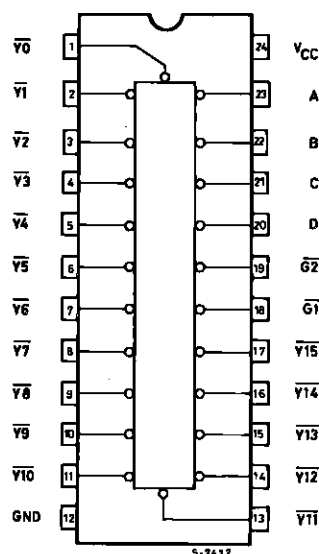 Y0 1 24 VCC
Y1 2 23 A
Y2 3 22 B
Y3 4 21 C
Y4 5 20 D
Y5 6 19 G2
Y6 7 18 G1
Y7 8 17 Y15
Y8 9 16 Y14
Y9 10 15 Y13
Y10 11 14 Y12
GND 12 13 Y11
S-2412